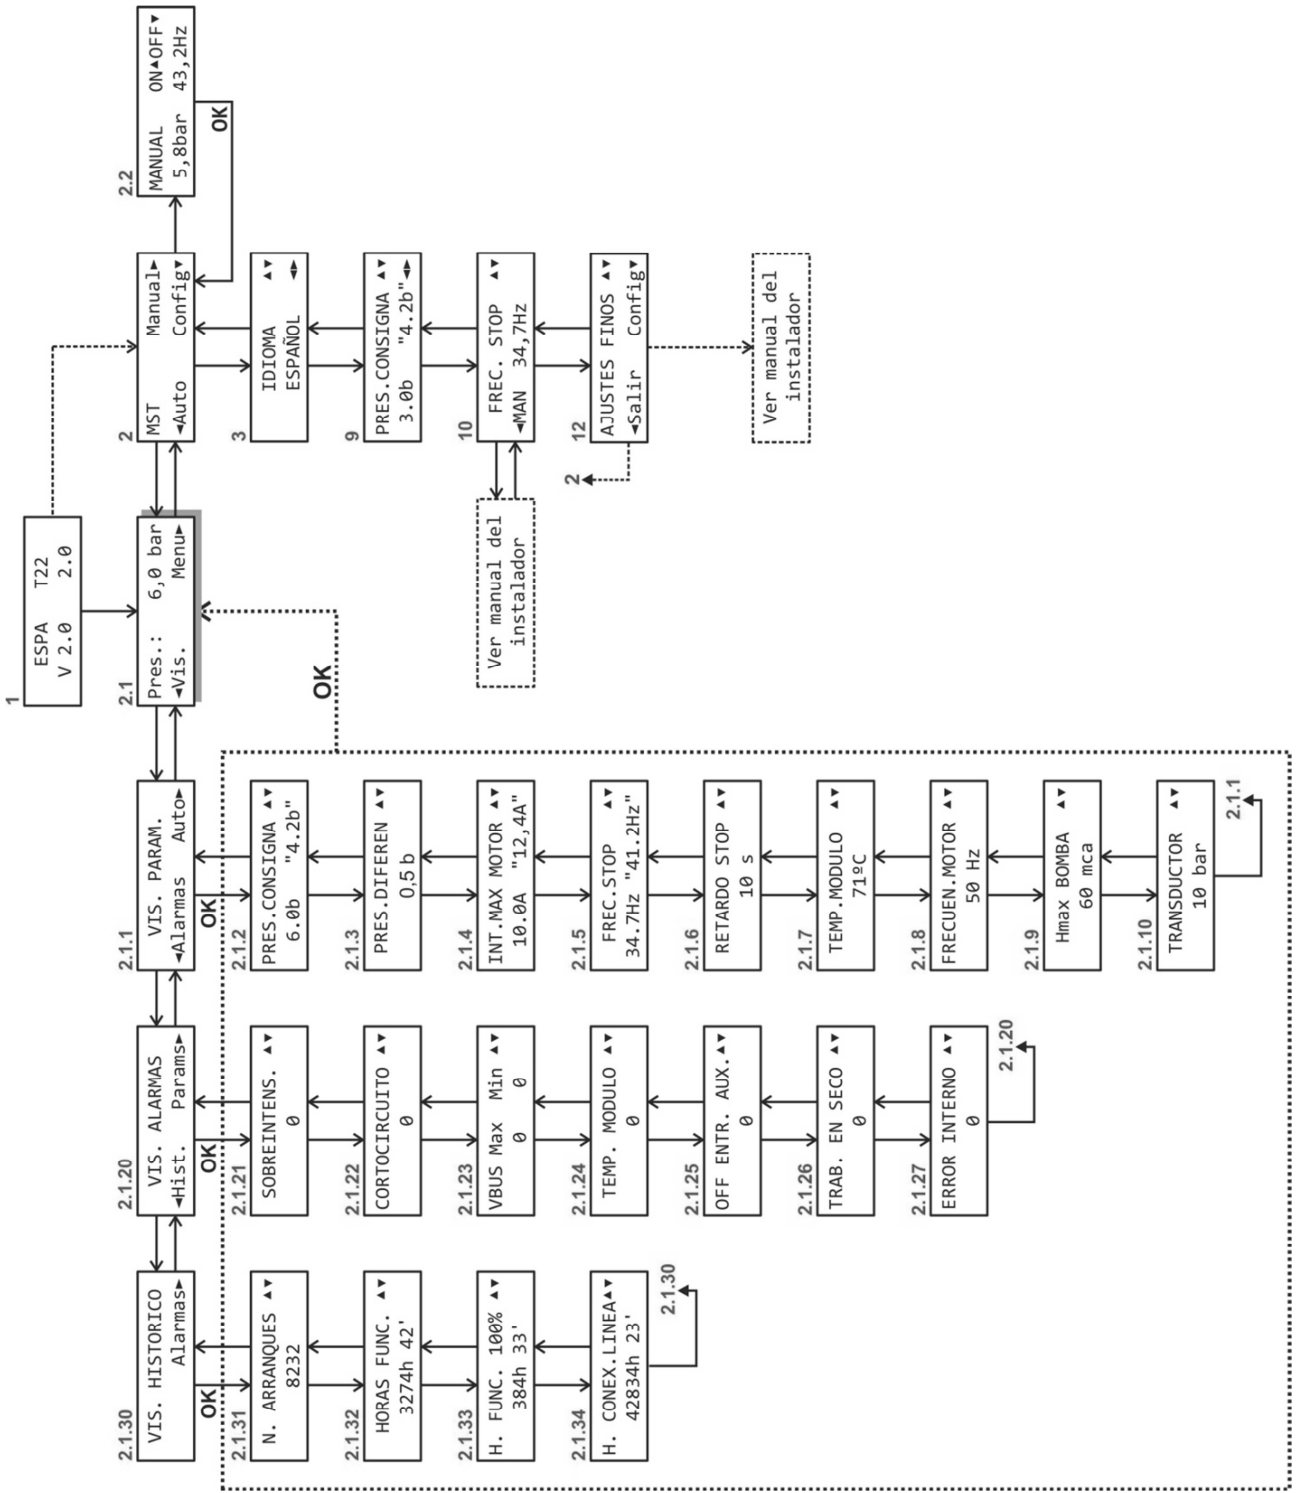 1
ESPA T22
V 2.0 2.0
2.1.30
VIS. HISTORICO
Alarmas►
2.1.20
VIS. ALARMAS
◄Hist. Params►
2.1.1
VIS. PARAM.
◄Alarmas Auto►
2.1
Pres.: 6,0 bar
◄Vis. Menu►
2
MST Manual►
◄Auto Config▼
2.2
MANUAL ON▲OFF▼
5,8bar 43,2Hz
OK
OK
OK
OK
2.1.31
N. ARRANQUES ▲▼
8232
2.1.32
HORAS FUNC. ▲▼
3274h 42'
2.1.33
H. FUNC. 100% ▲▼
384h 33'
2.1.34
H. CONEX.LINEA▲▼
42834h 23'
2.1.30
2.1.21
SOBREINTENS. ▲▼
0
2.1.22
CORTOCIRCUITO ▲▼
0
2.1.23
VBUS Max Min ▲▼
0 0
2.1.24
TEMP. MODULO ▲▼
0
2.1.25
OFF ENTR. AUX.▲▼
0
2.1.26
TRAB. EN SECO ▲▼
0
2.1.27
ERROR INTERNO ▲▼
0
2.1.20
2.1.2
PRES.CONSIGNA ▲▼
6.0b "4.2b"
2.1.3
PRES.DIFEREN ▲▼
0,5 b
2.1.4
INT.MAX MOTOR ▲▼
10.0A "12,4A"
2.1.5
FREC.STOP ▲▼
34.7Hz "41.2Hz"
2.1.6
RETARDO STOP ▲▼
10 s
2.1.7
TEMP.MODULO ▲▼
71ºC
2.1.8
FRECUEN.MOTOR ▲▼
50 Hz
2.1.9
Hmax BOMBA ▲▼
60 mca
2.1.10
TRANSDUCTOR ▲▼
10 bar
2.1.1
OK
3
IDIOMA ▲▼
ESPAÑOL ◄►
9
PRES.CONSIGNA ▲▼
3.0b "4.2b"◄►
10
FREC. STOP ▲▼
◄MAN 34,7Hz
Ver manual del
instalador
12
AJUSTES FINOS ▲▼
◄Salir Config▼
2
Ver manual del
instalador